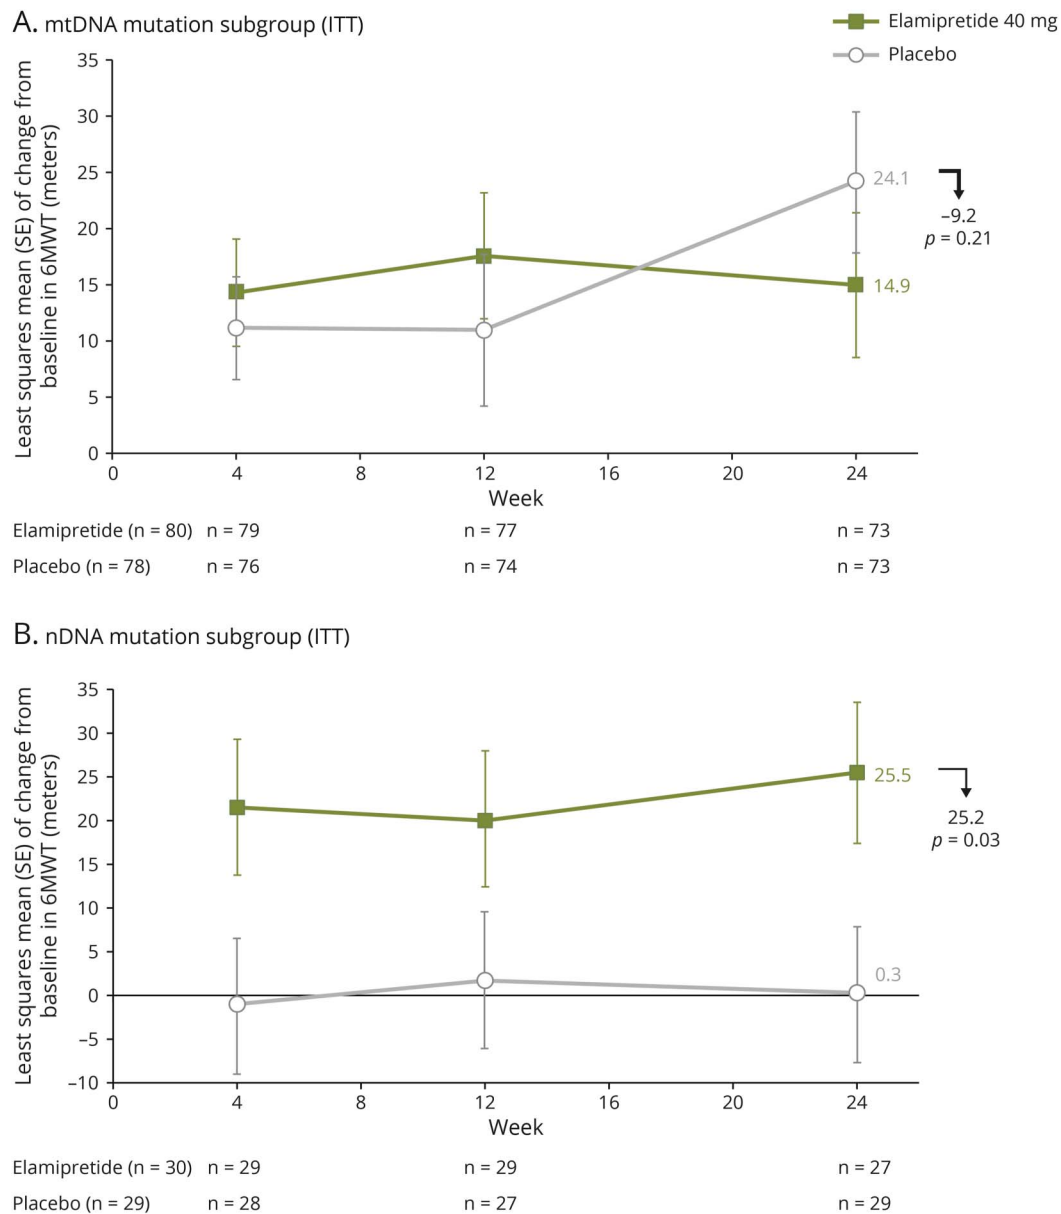 A. mtDNA mutation subgroup (ITT)
Elamipretide 40 mg
Placebo
Least squares mean (SE) of change from
baseline in 6MWT (meters)
35
30
25
20
15
10
5
0
24.1
14.9
–9.2
p = 0.21
0 4 8 12 16 20 24
Week
Elamipretide (n = 80) n = 79 n = 77 n = 73
Placebo (n = 78) n = 76 n = 74 n = 73
B. nDNA mutation subgroup (ITT)
Least squares mean (SE) of change from
baseline in 6MWT (meters)
35
30
25
20
15
10
5
0
–5
–10
25.5
0.3
25.2
p = 0.03
0 4 8 12 16 20 24
Week
Elamipretide (n = 30) n = 29 n = 29 n = 27
Placebo (n = 29) n = 28 n = 27 n = 29